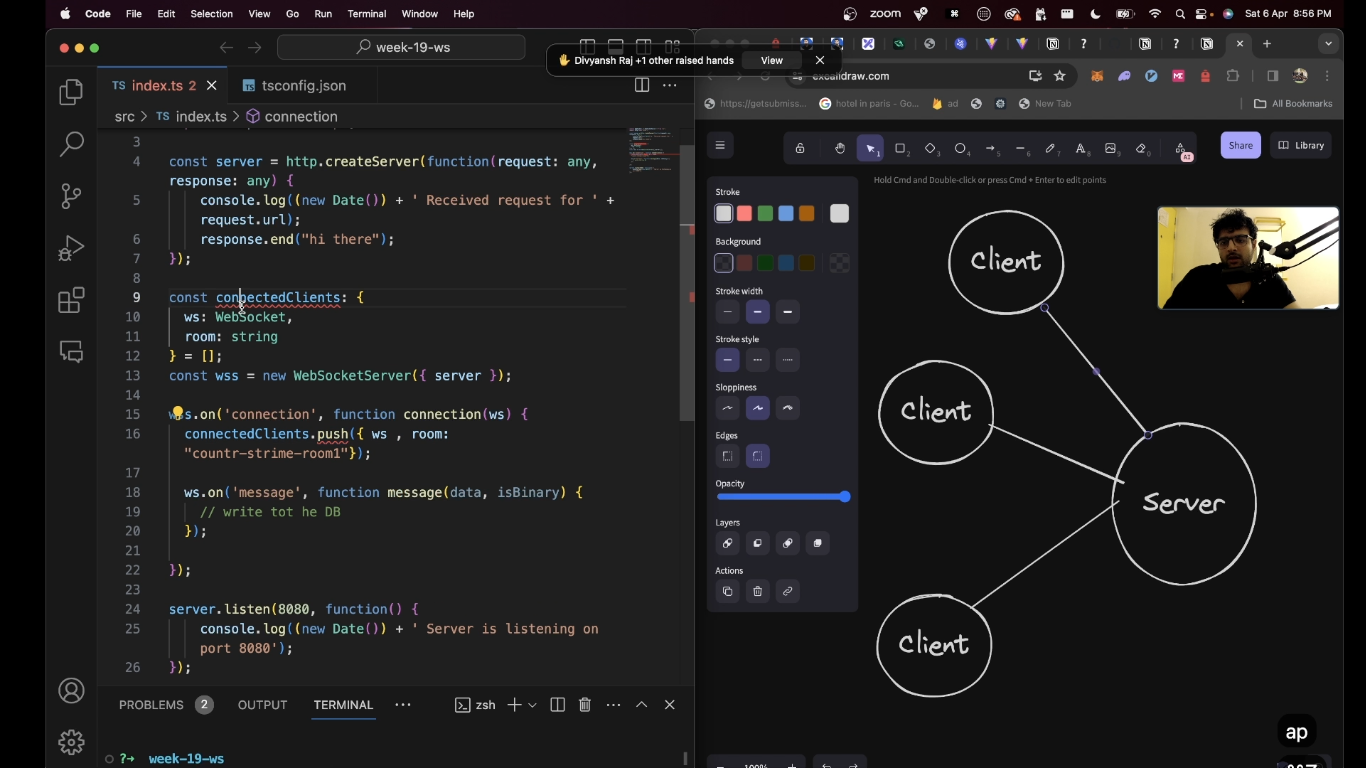 Code File Edit Selection View Go Run Terminal Window Help
zoom
Sat 6 Apr 8:56 PM
week-19-ws
TS index.ts 2
tsconfig.json
src > TS index.ts > connection
3
4 const server = http.createServer(function(request: any,
response: any) {
5 console.log((new Date()) + ' Received request for ' +
request.url);
6 response.end("hi there");
7 });
8
9 const connectedClients: {
10 ws: WebSocket,
11 room: string
12 } = [];
13 const wss = new WebSocketServer({ server });
14
15 wss.on('connection', function connection(ws) {
16 connectedClients.push({ ws , room:
"countr-strime-room1"});
17
18 ws.on('message', function message(data, isBinary) {
19 // write tot he DB
20 });
21
22 });
23
24 server.listen(8080, function() {
25 console.log((new Date()) + ' Server is listening on
port 8080');
26 });
PROBLEMS 2 OUTPUT TERMINAL ··· zsh
?→ week-19-ws
Divyansh Raj +1 other raised hands View
excalidraw.com
https://getsubmiss... hotel in paris - Go... ad New Tab All Bookmarks
Share Library
AI
Hold Cmd and Double-click or press Cmd + Enter to edit points
Stroke
Background
Stroke width
Stroke style
Sloppiness
Edges
Opacity
Layers
Actions
Client
Client
Server
Client
100%
ap